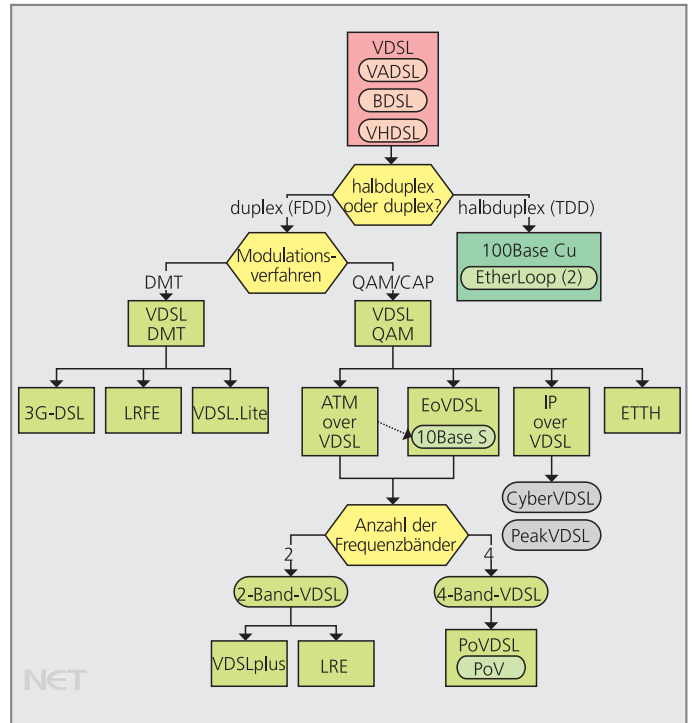 VDSL
VADSL
BDSL
VHDSL
halbduplex
oder duplex?
duplex (FDD)
halbduplex (TDD)
Modulations-
verfahren
100Base Cu
EtherLoop (2)
DMT
QAM/CAP
VDSL
DMT
VDSL
QAM
3G-DSL
LRFE
VDSL.Lite
ATM
over
VDSL
EoVDSL
10Base S
IP
over
VDSL
ETTH
CyberVDSL
PeakVDSL
Anzahl der
Frequenzbänder
2
4
2-Band-VDSL
4-Band-VDSL
VDSLplus
LRE
PoVDSL
PoV
NET